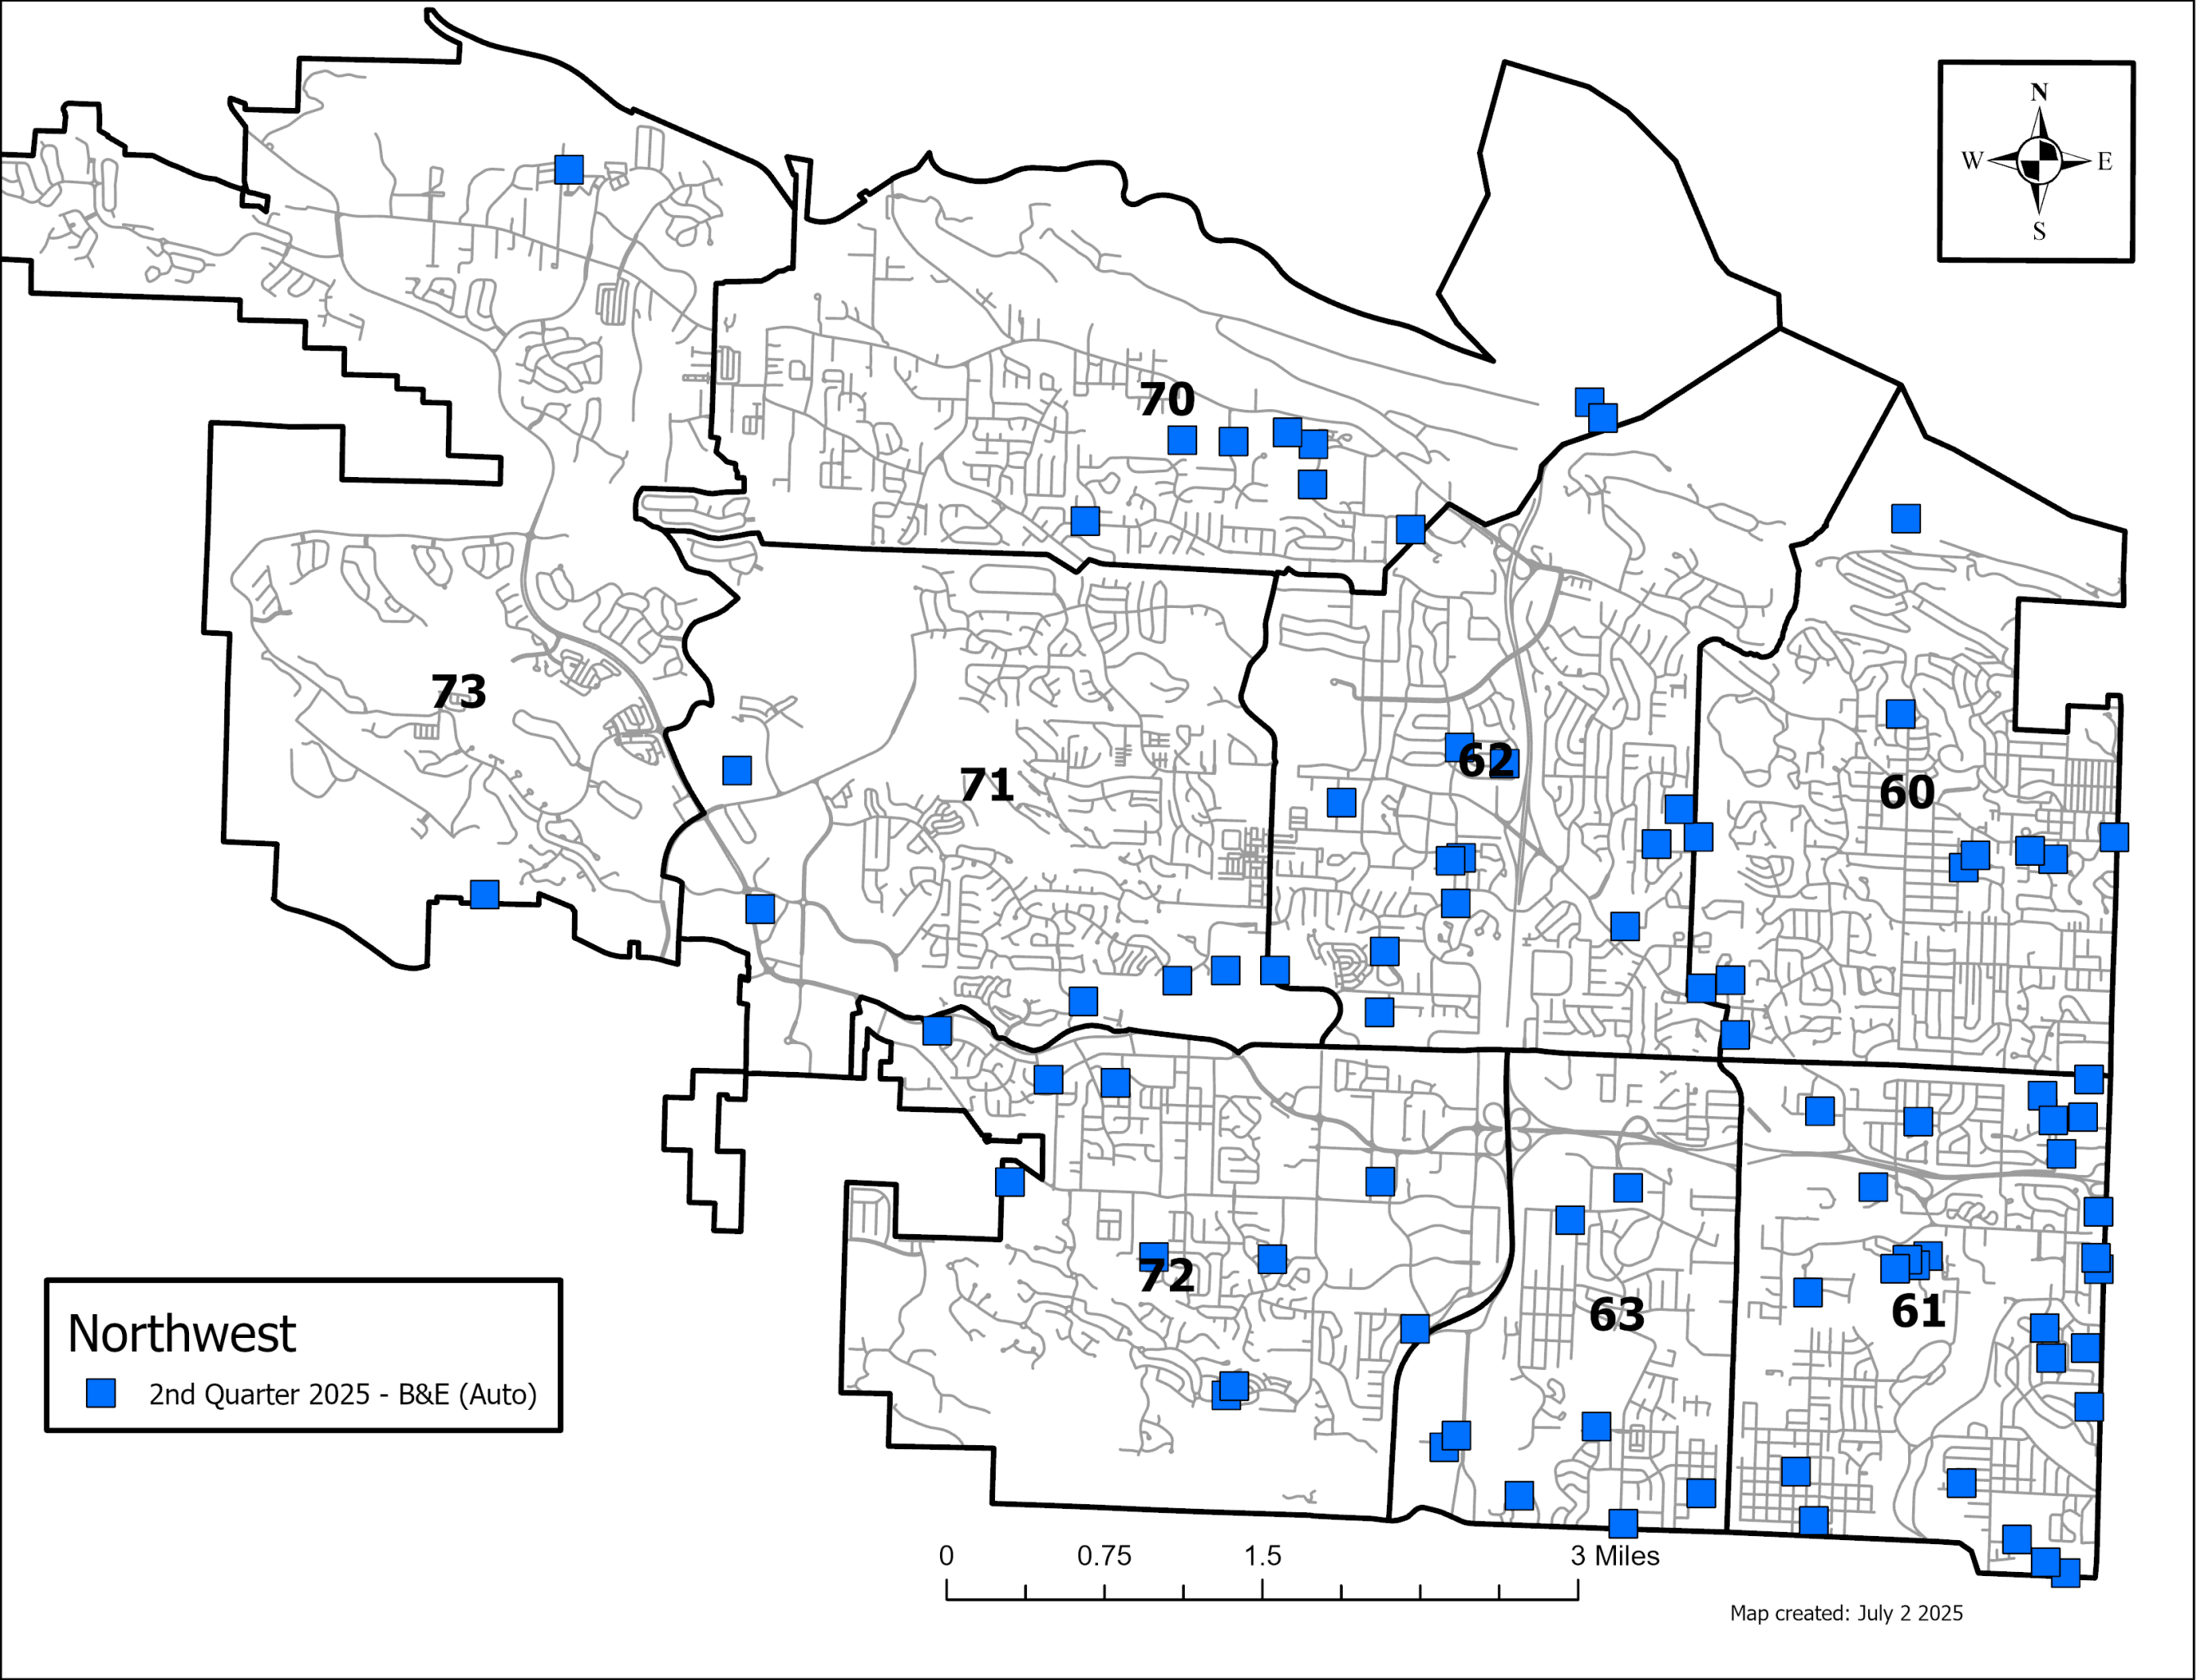 N
W E
S
70
73
62
71
60
72
63
61
Northwest
2nd Quarter 2025 - B&E (Auto)
0 0.75 1.5 3 Miles
Map created: July 2 2025